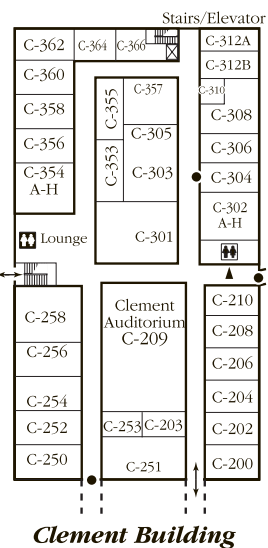 Stairs/Elevator
C-362
C-364
C-366
C-312A
C-312B
C-360
C-310
C-358
C-355
C-357
C-308
C-356
C-305
C-306
C-354
A-H
C-353
C-303
C-304
C-302
A-H
Lounge
C-301
C-258
Clement
Auditorium
C-209
C-210
C-208
C-256
C-206
C-254
C-204
C-252
C-253
C-203
C-202
C-250
C-251
C-200
Clement Building